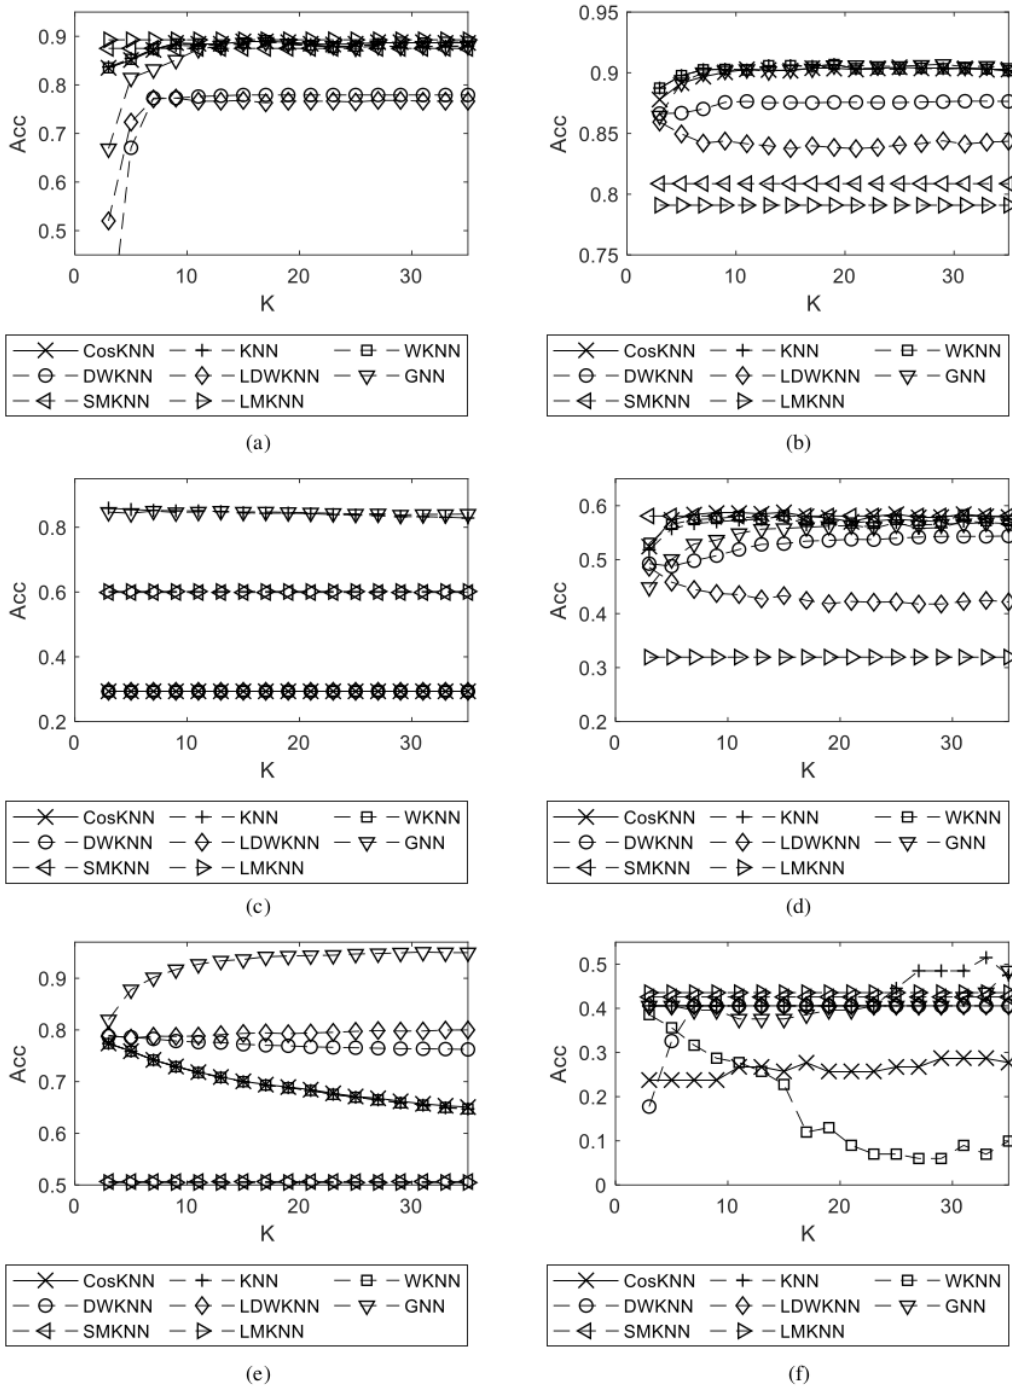 0.9
0.8
0.7
0.6
0.5
Acc
0 10 20 30
K
CosKNN KNN WKNN
DWKNN LDWKNN GNN
SMKNN LMKNN
(a)
0.95
0.9
0.85
0.8
0.75
Acc
0 10 20 30
K
CosKNN KNN WKNN
DWKNN LDWKNN GNN
SMKNN LMKNN
(b)
0.8
0.6
0.4
0.2
Acc
0 10 20 30
K
CosKNN KNN WKNN
DWKNN LDWKNN GNN
SMKNN LMKNN
(c)
0.6
0.5
0.4
0.3
0.2
Acc
0 10 20 30
K
CosKNN KNN WKNN
DWKNN LDWKNN GNN
SMKNN LMKNN
(d)
0.9
0.8
0.7
0.6
0.5
Acc
0 10 20 30
K
CosKNN KNN WKNN
DWKNN LDWKNN GNN
SMKNN LMKNN
(e)
0.5
0.4
0.3
0.2
0.1
0
Acc
0 10 20 30
K
CosKNN KNN WKNN
DWKNN LDWKNN GNN
SMKNN LMKNN
(f)